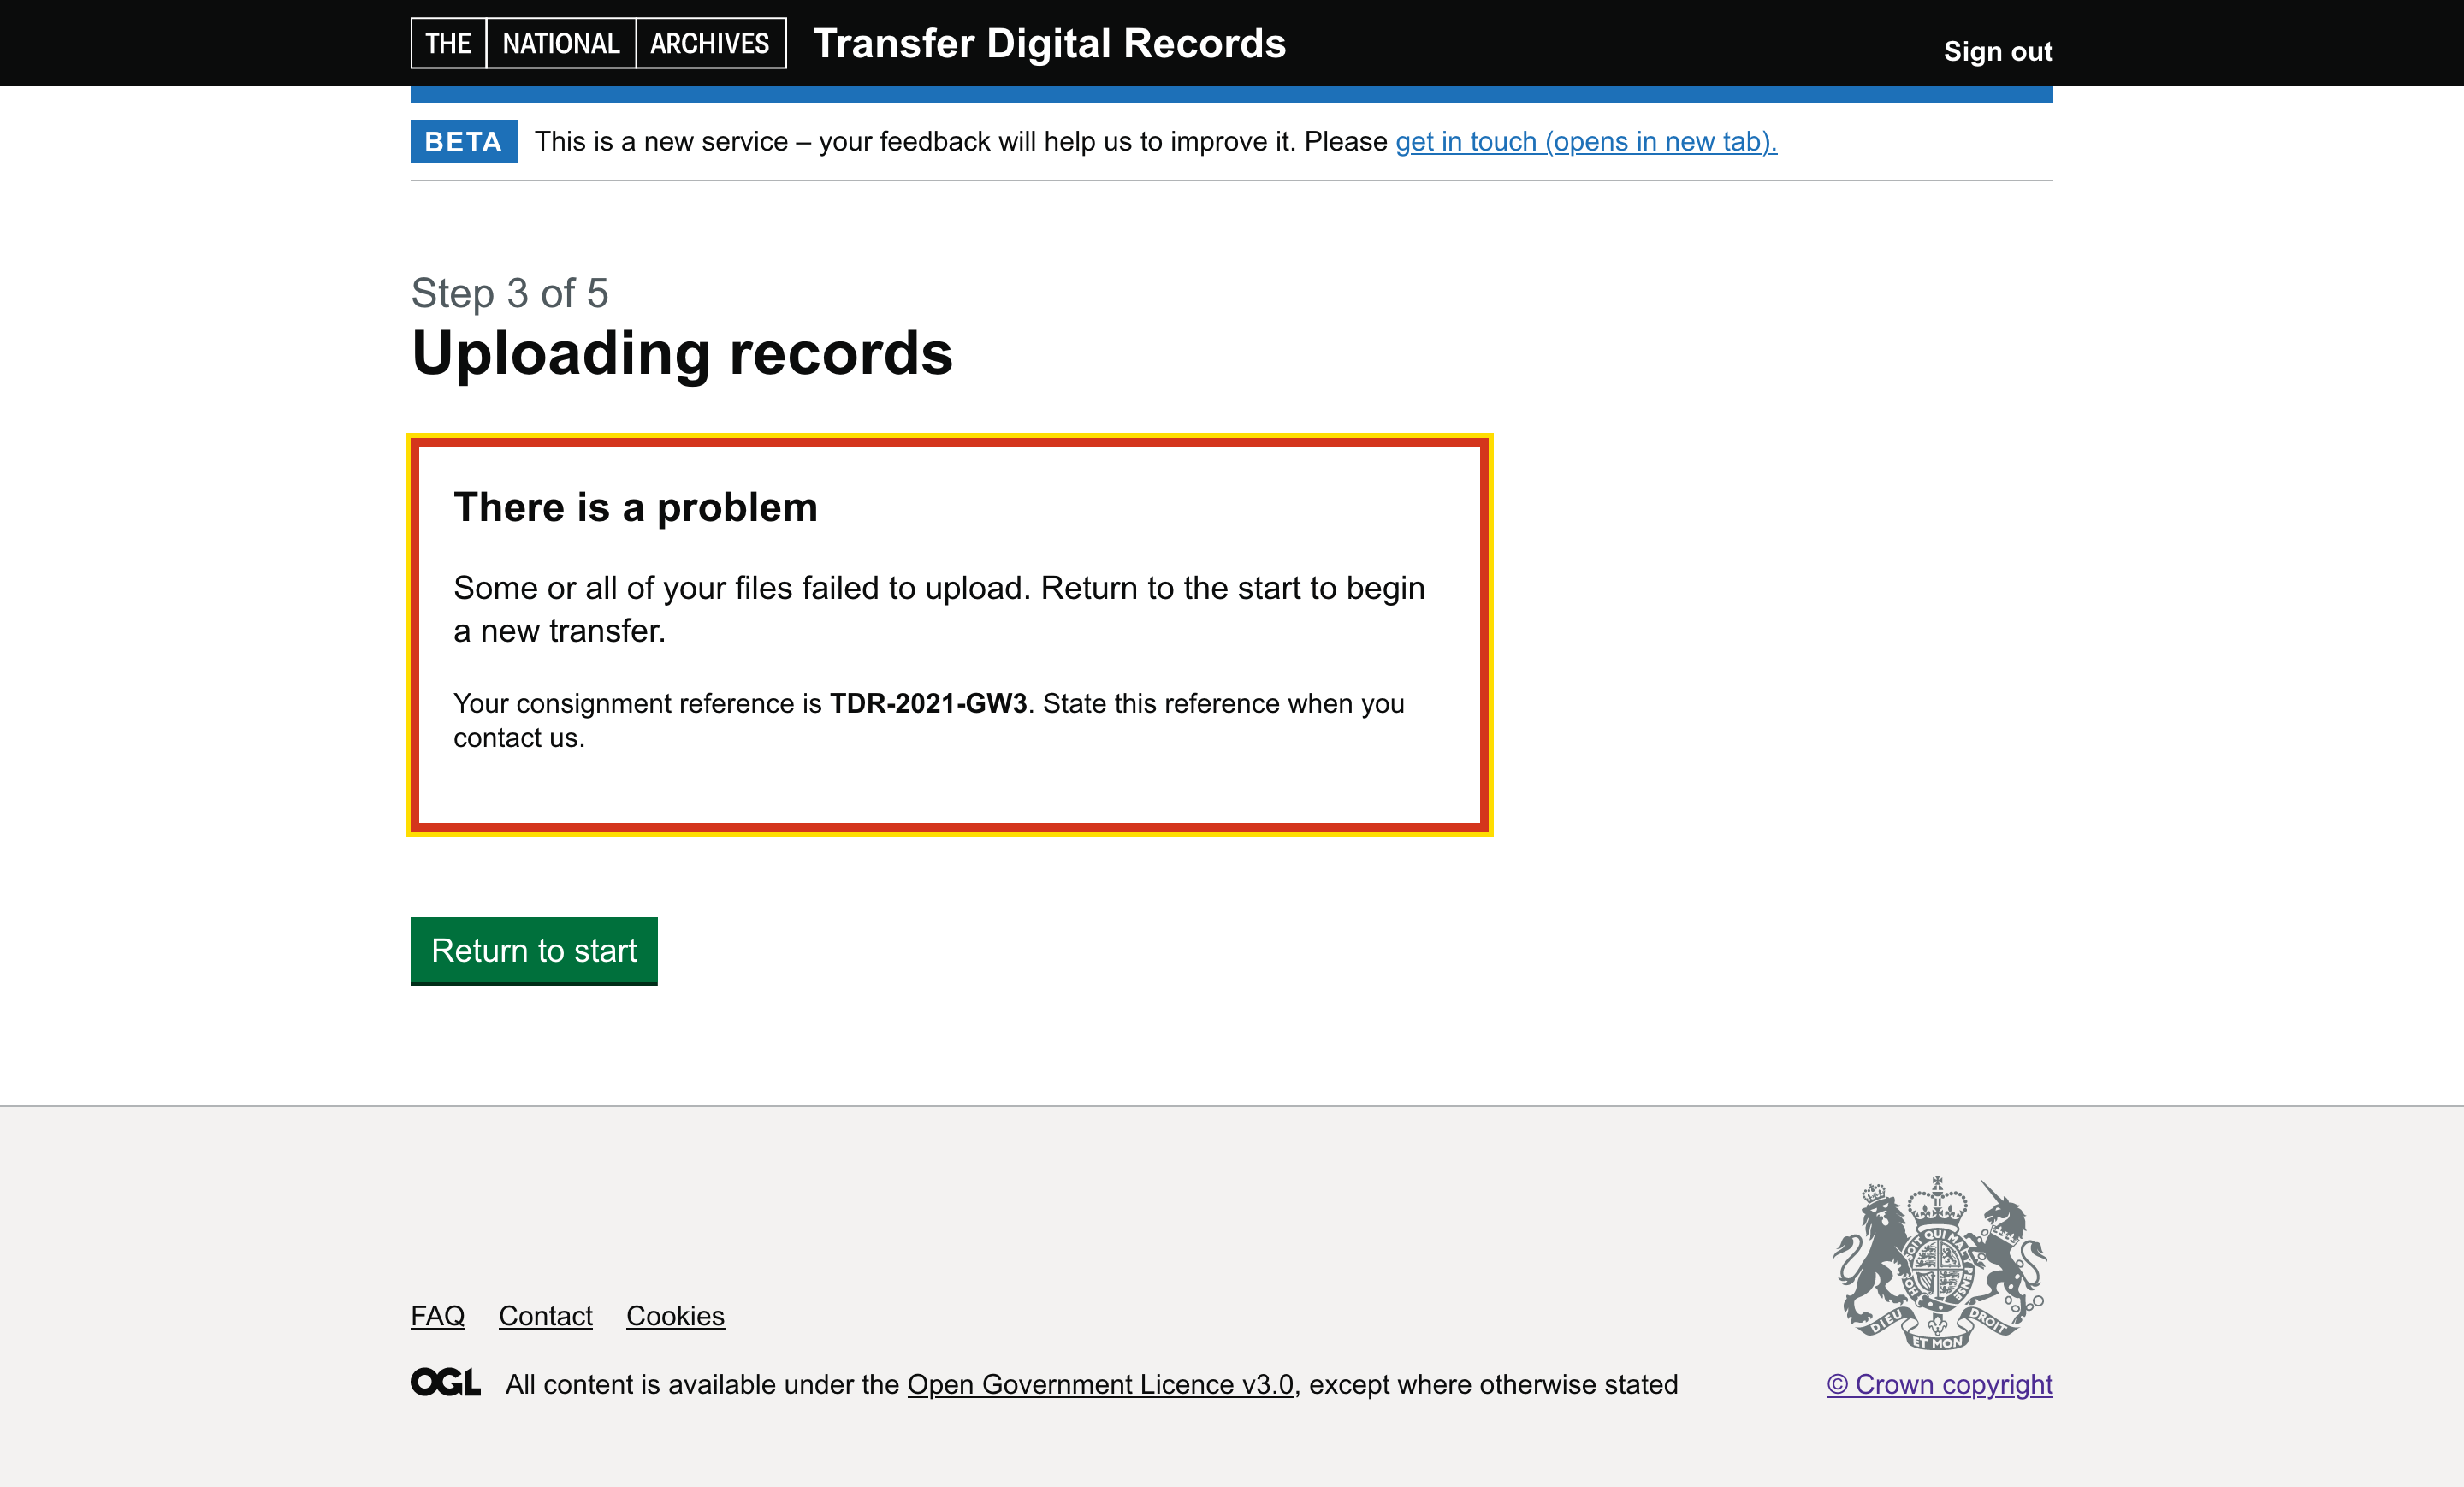 THE NATIONAL ARCHIVES Transfer Digital Records Sign out
BETA This is a new service – your feedback will help us to improve it. Please get in touch (opens in new tab).
Step 3 of 5
Uploading records
There is a problem
Some or all of your files failed to upload. Return to the start to begin
a new transfer.
Your consignment reference is TDR-2021-GW3. State this reference when you
contact us.
Return to start
FAQ Contact Cookies
DIEU ET MON DROIT
OGL All content is available under the Open Government Licence v3.0, except where otherwise stated
© Crown copyright